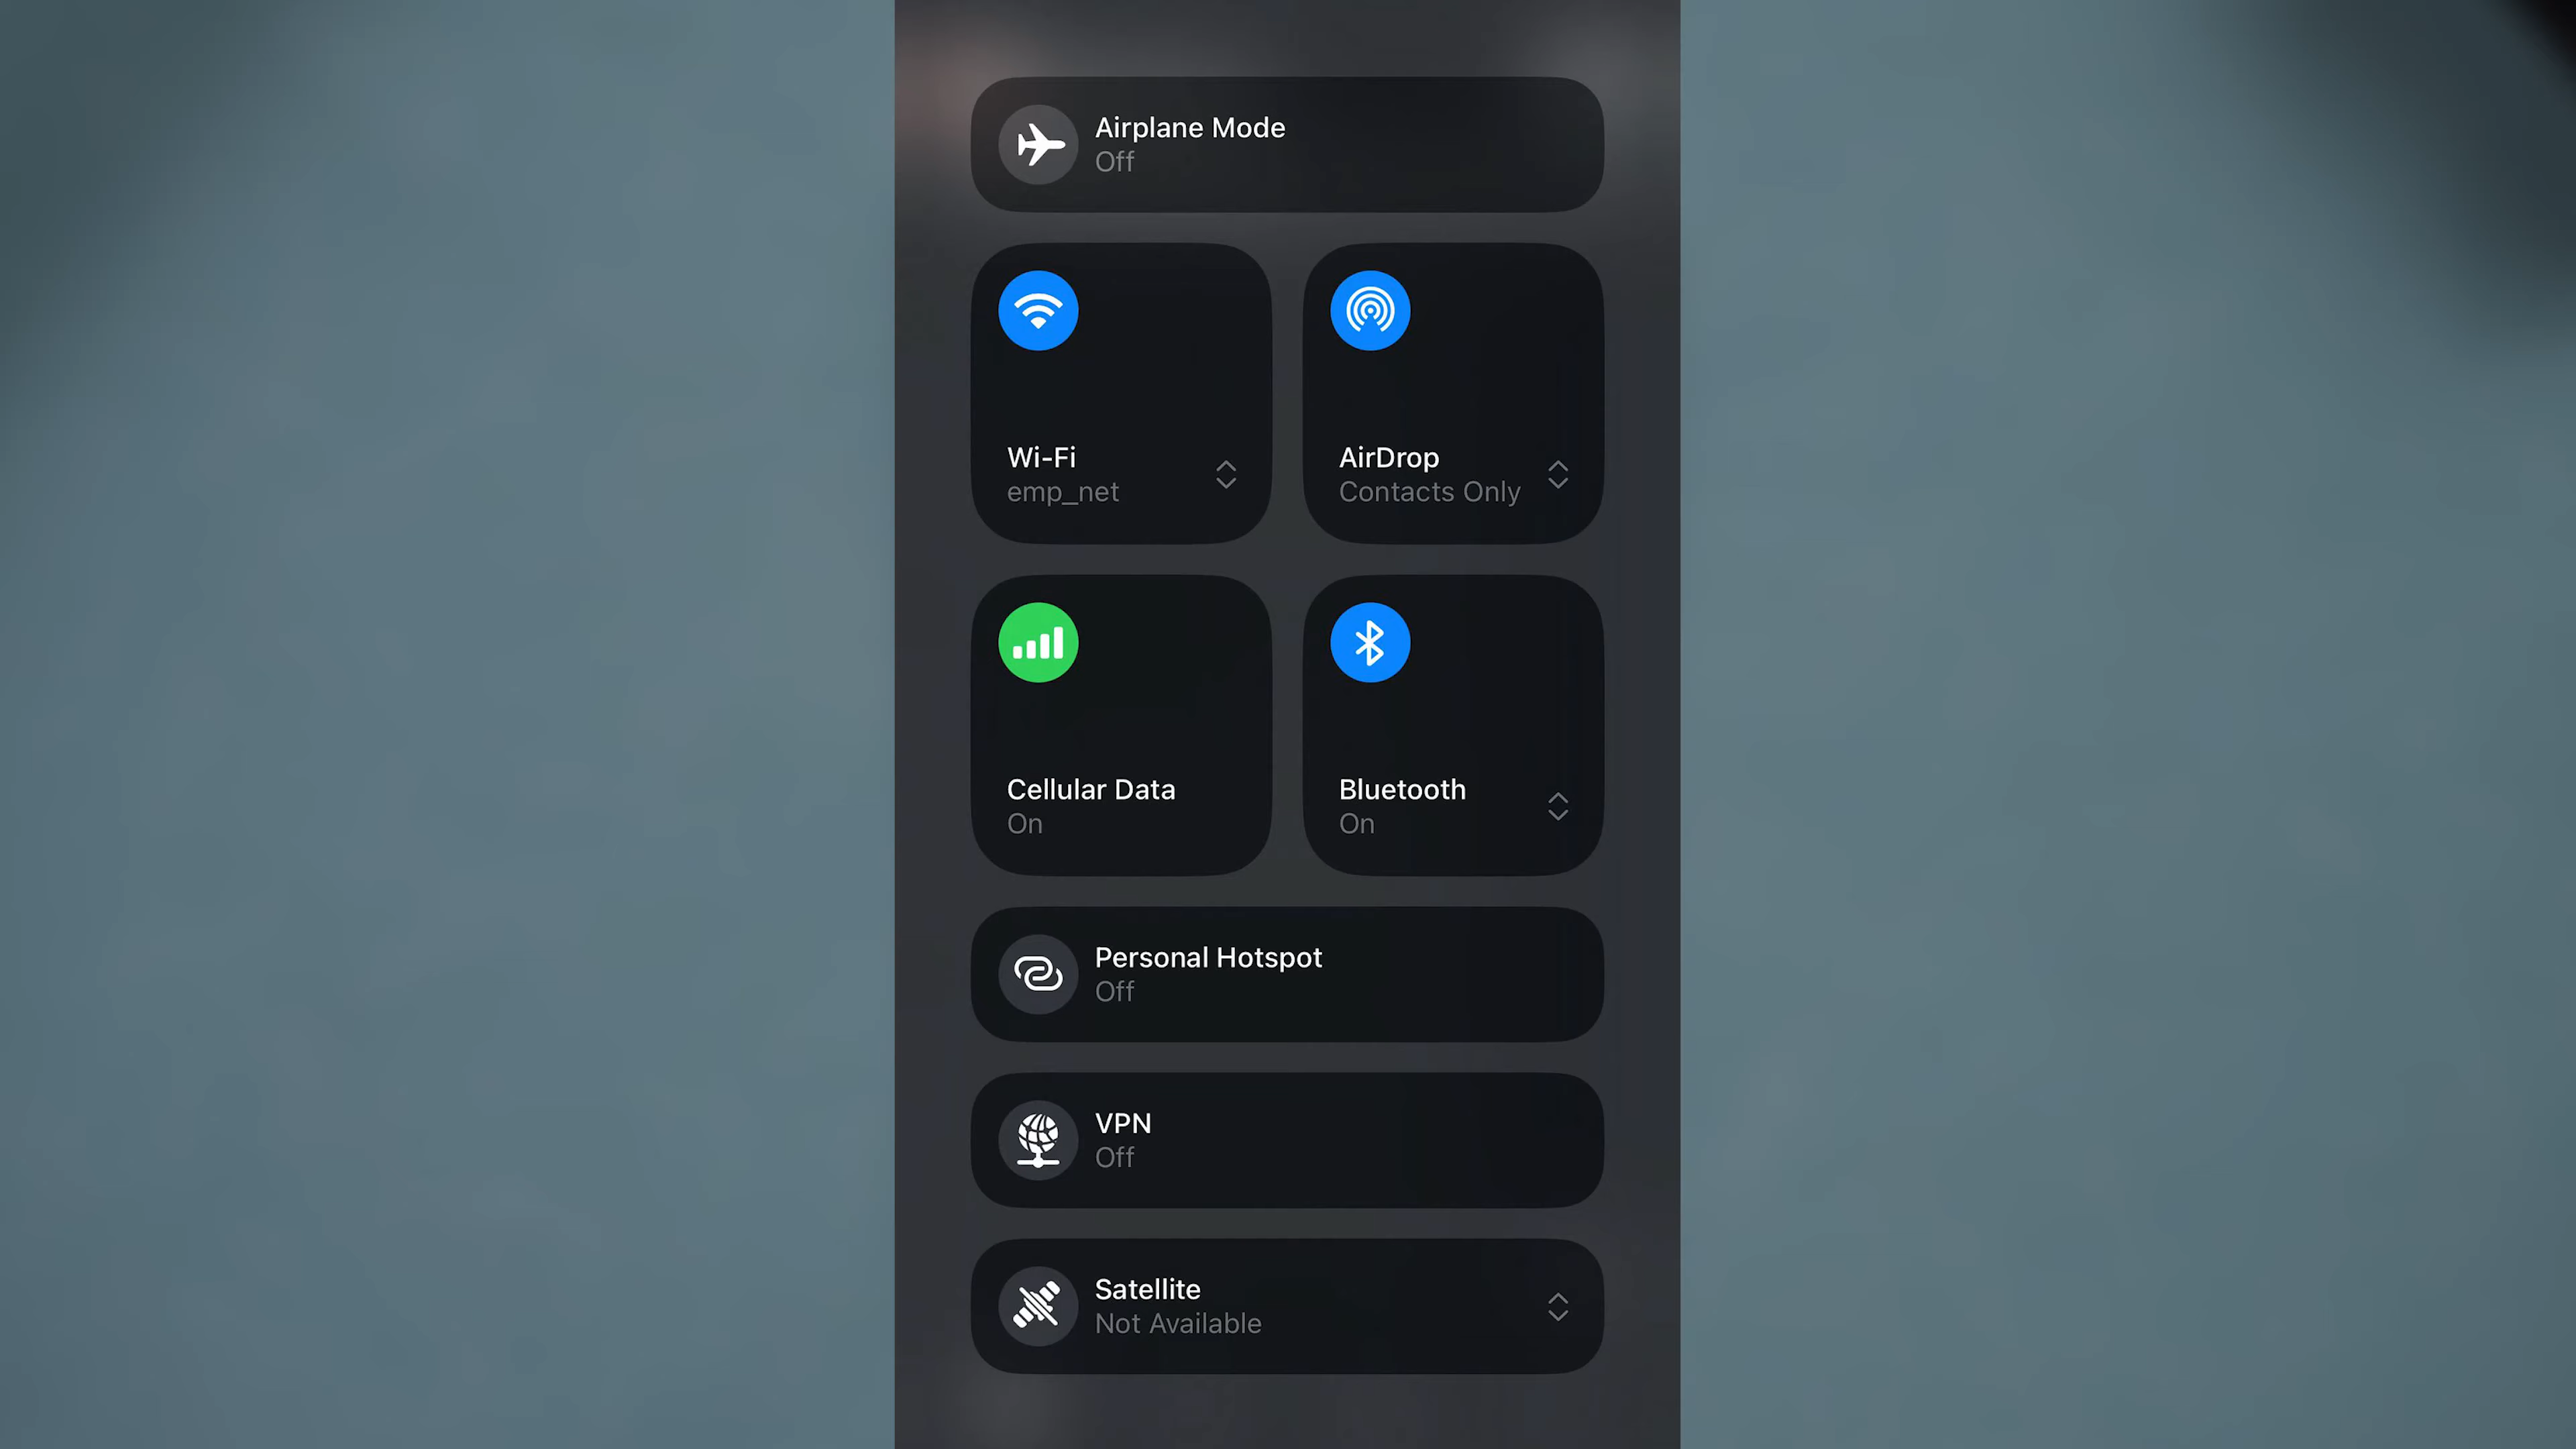 Airplane Mode
Off
Wi-Fi
emp_net
AirDrop
Contacts Only
Cellular Data
On
Bluetooth
On
Personal Hotspot
Off
VPN
Off
Satellite
Not Available